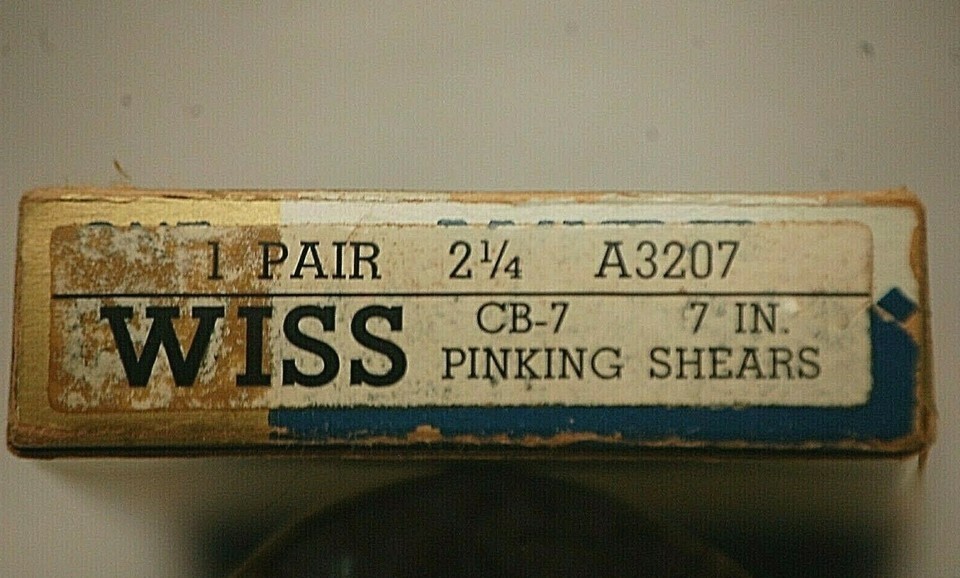 1 PAIR 2¼ A3207
WISS CB-7 7 IN.
PINKING SHEARS